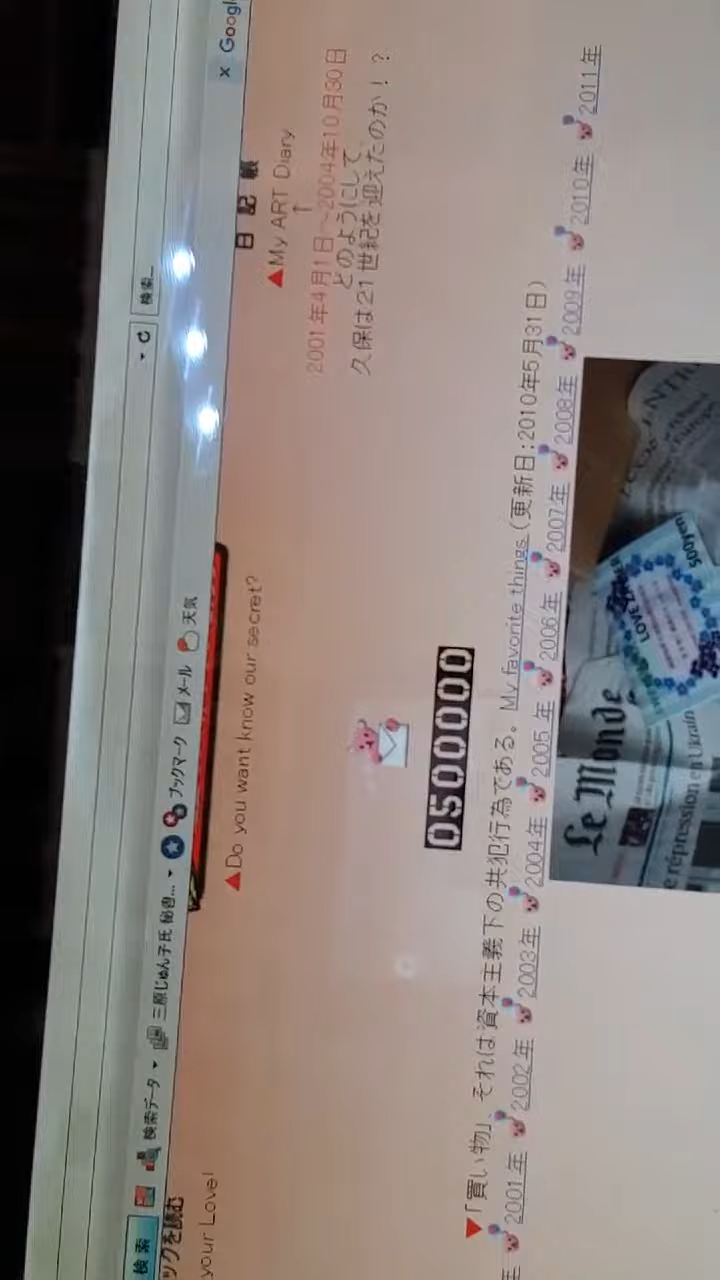 検索...
× Googl
検索
検索データ
三原じゅん子氏 秘書...
ブックマーク
メール
天気
ックを読む
日記帳
your Love!
▲Do you want know our secret?
▲My ART Diary
↑
2001年4月1日～2004年10月30日
どのようにして
久保は21世紀を迎えたのか！？
0500000
▼「買い物」、それは資本主義下の共犯行為である。My favorite things (更新日:2010年5月31日)
年 2001年 2002年 2003年 2004年 2005年 2006年 2007年 2008年 2009年 2010年 2011年
Le Monde
e répression en Ukrain
LOVE
500yen